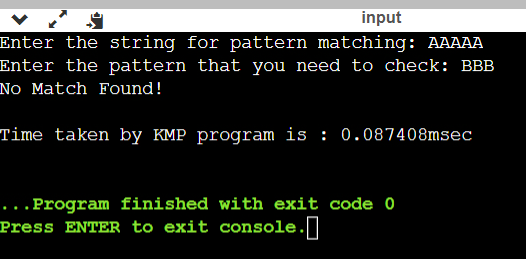 input
Enter the string for pattern matching: AAAAA
Enter the pattern that you need to check: BBB
No Match Found!
Time taken by KMP program is : 0.087408msec
...Program finished with exit code 0
Press ENTER to exit console.